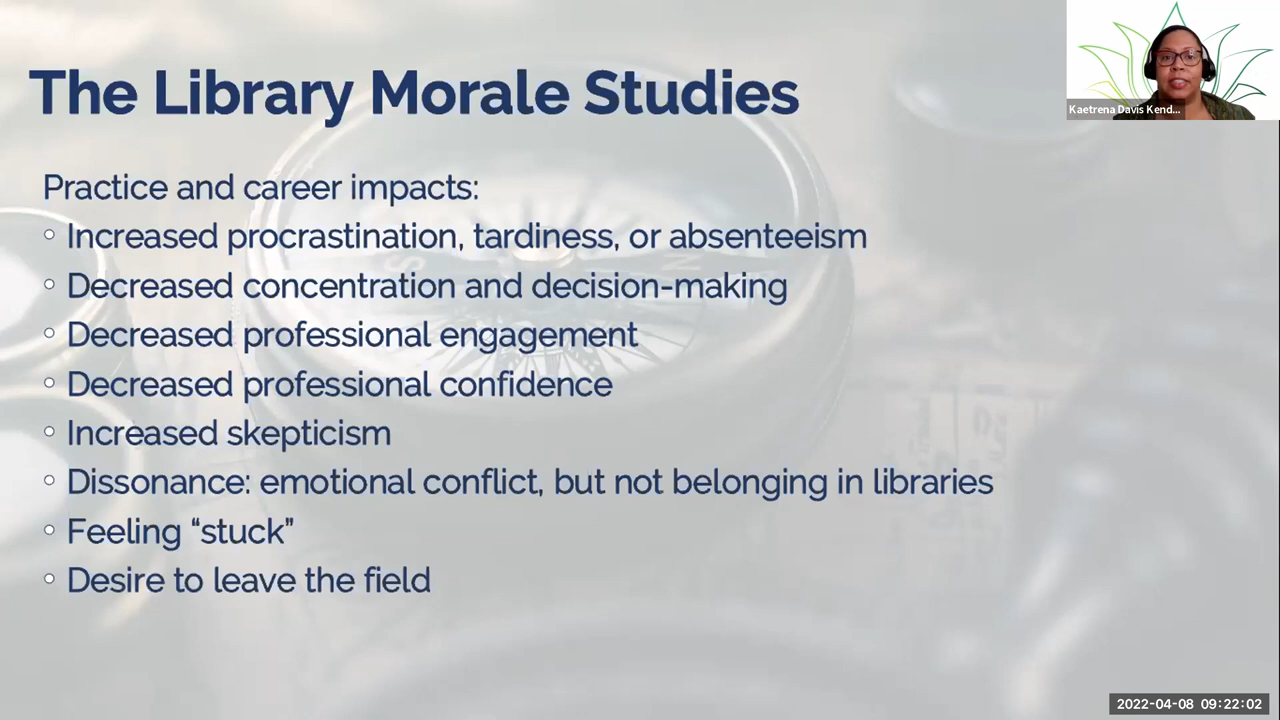 The Library Morale Studies
Kaetrena Davis Kend...
Practice and career impacts:
◦ Increased procrastination, tardiness, or absenteeism
◦ Decreased concentration and decision-making
◦ Decreased professional engagement
◦ Decreased professional confidence
◦ Increased skepticism
◦ Dissonance: emotional conflict, but not belonging in libraries
◦ Feeling “stuck”
◦ Desire to leave the field
2022-04-08 09:22:02